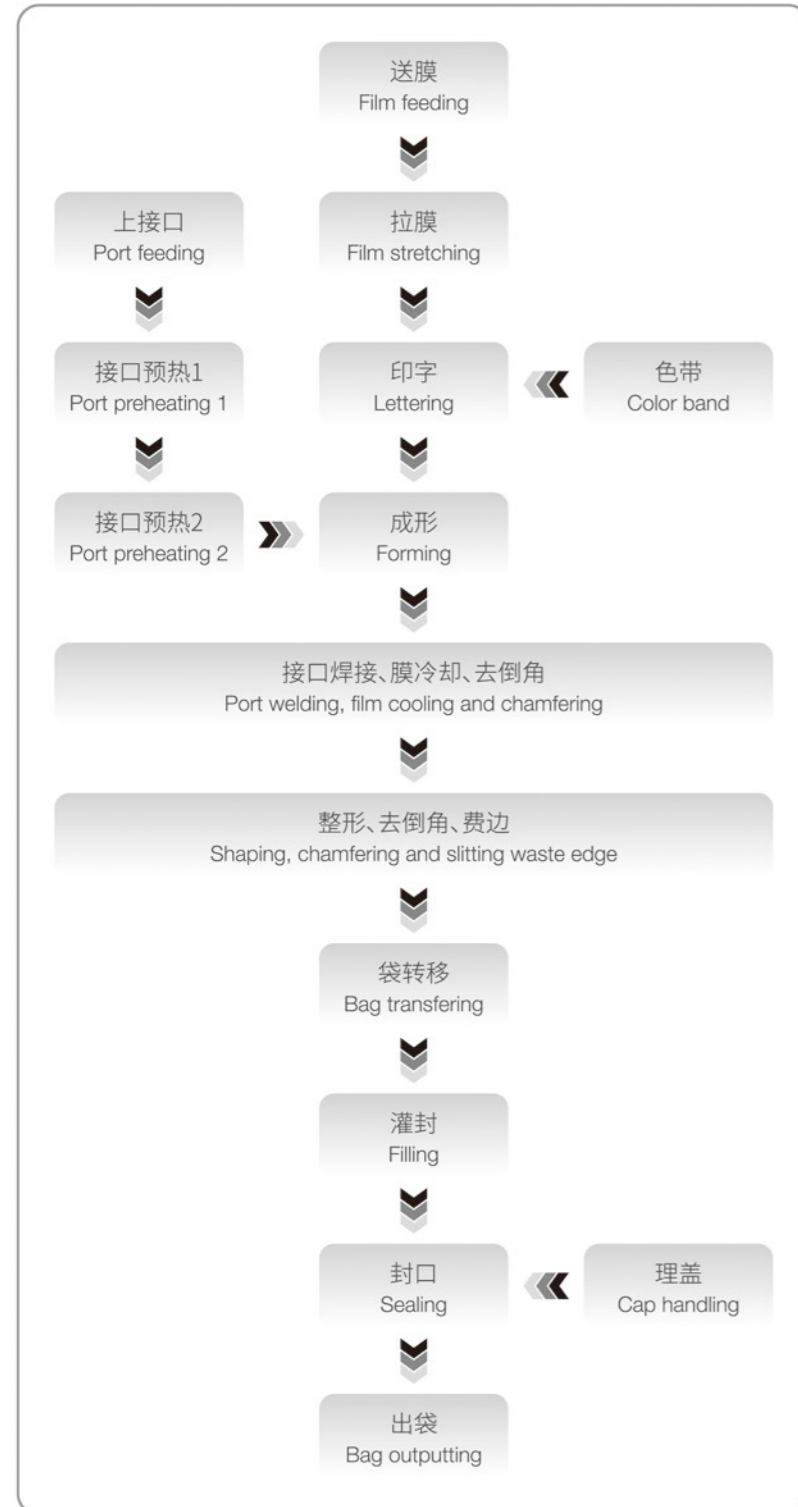 送膜
Film feeding
上接口
Port feeding
拉膜
Film stretching
接口预热1
Port preheating 1
印字
Lettering
色带
Color band
接口预热2
Port preheating 2
成形
Forming
接口焊接、膜冷却、去倒角
Port welding, film cooling and chamfering
整形、去倒角、费边
Shaping, chamfering and slitting waste edge
袋转移
Bag transfering
灌封
Filling
封口
Sealing
理盖
Cap handling
出袋
Bag outputting